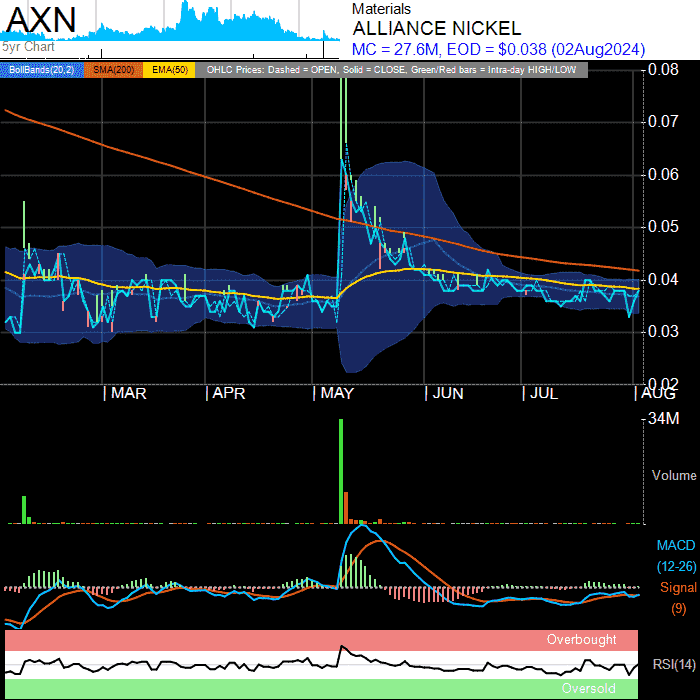 AXN
5yr Chart
Materials
ALLIANCE NICKEL
MC = 27.6M, EOD = $0.038 (02Aug2024)
BollBands(20,2) SMA(200) EMA(50) OHLC Prices: Dashed = OPEN, Solid = CLOSE, Green/Red bars = Intra-day HIGH/LOW
0.08
0.07
0.06
0.05
0.04
0.03
0.02
MAR APR MAY JUN JUL AUG
34M
Volume
MACD
(12-26)
Signal
(9)
Overbought
RSI(14)
Oversold